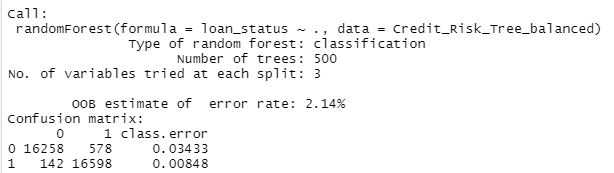 Call:
 randomForest(formula = loan_status ~ ., data = Credit_Risk_Tree_balanced)
               Type of random forest: classification
                     Number of trees: 500
No. of variables tried at each split: 3

        OOB estimate of  error rate: 2.14%
Confusion matrix:
      0     1 class.error
0 16258   578     0.03433
1   142 16598     0.00848